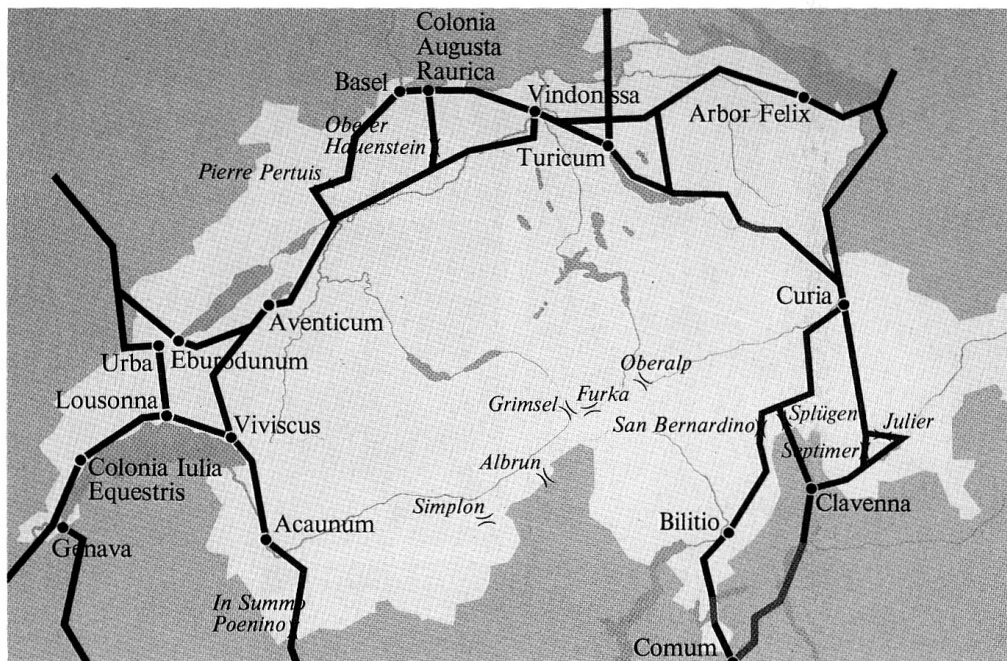 Colonia
Augusta
Raurica
Basel
Vindonissa
Arbor Felix
Oberer
Hauenstein
Turicum
Pierre Pertuis
Curia
Aventicum
Urba
Eburodunum
Oberalp
Furka
Grimsel
Lousonna
Splügen
Julier
San Bernardino
Viviscus
Septimer
Colonia Iulia
Equestris
Albrun
Clavenna
Simplon
Acaunum
Bilitio
Genava
In Summo
Poenino
Comum